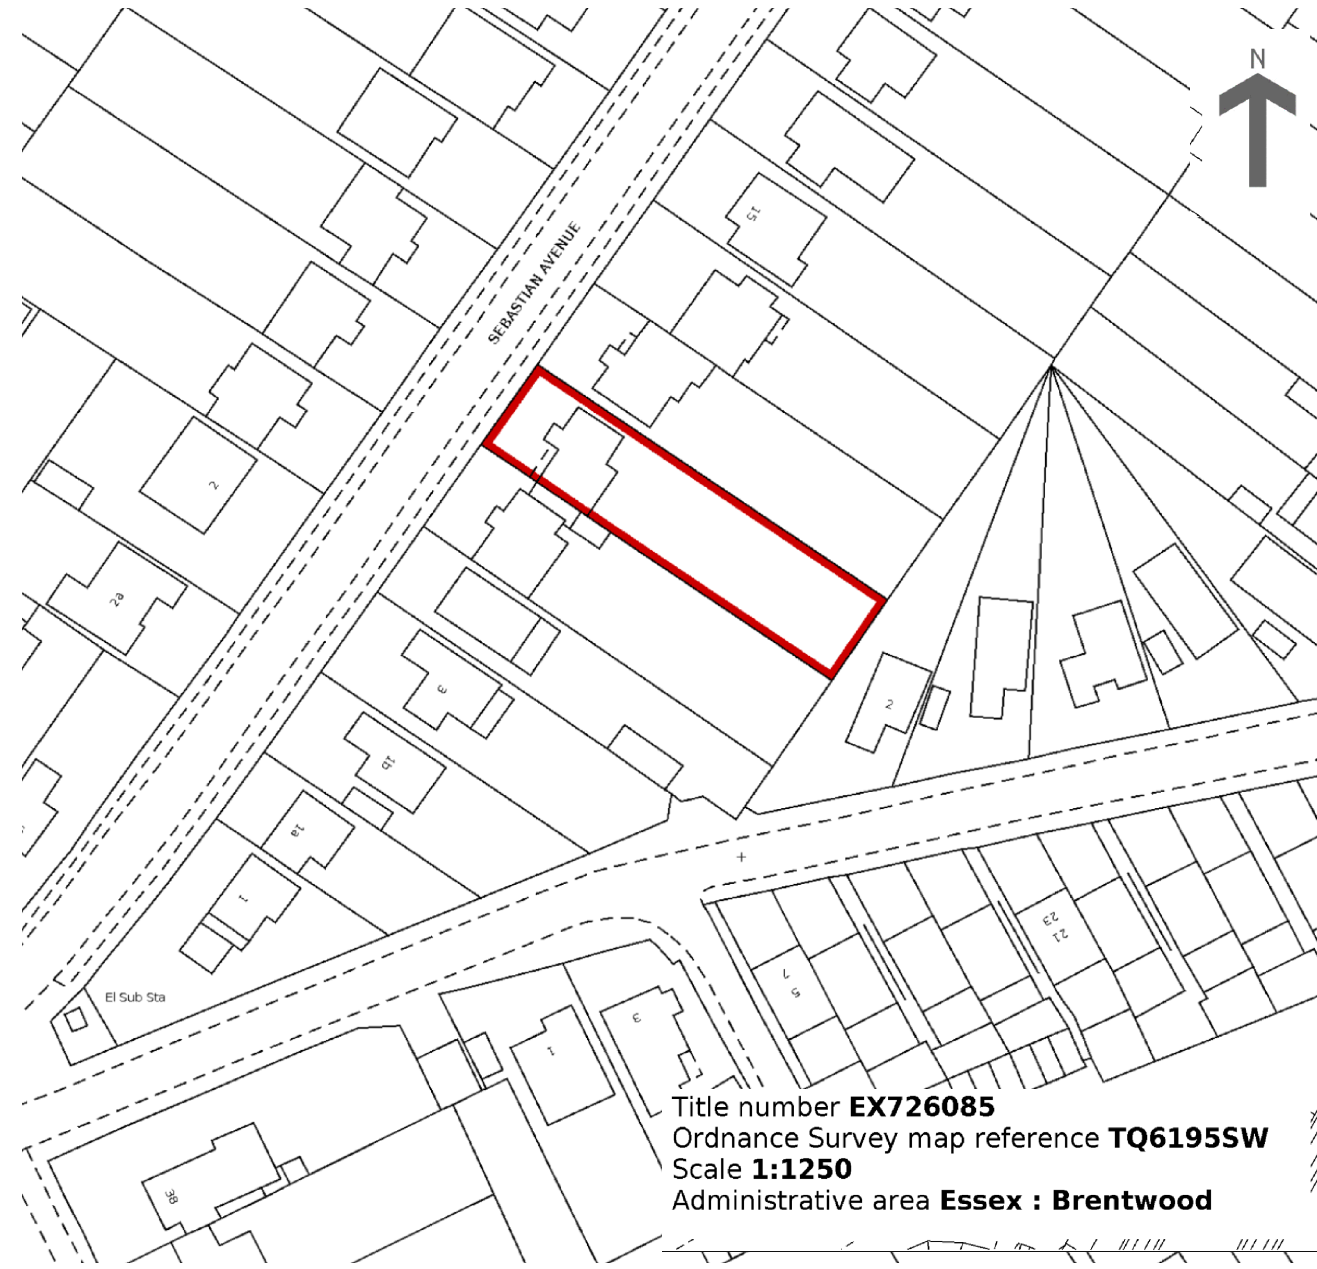 N
15
SEBASTIAN AVENUE
2
2a
3
2
1b
1a
1
23
21
7
5
El Sub Sta
3
1
38
Title number EX726085
Ordnance Survey map reference TQ6195SW
Scale 1:1250
Administrative area Essex : Brentwood